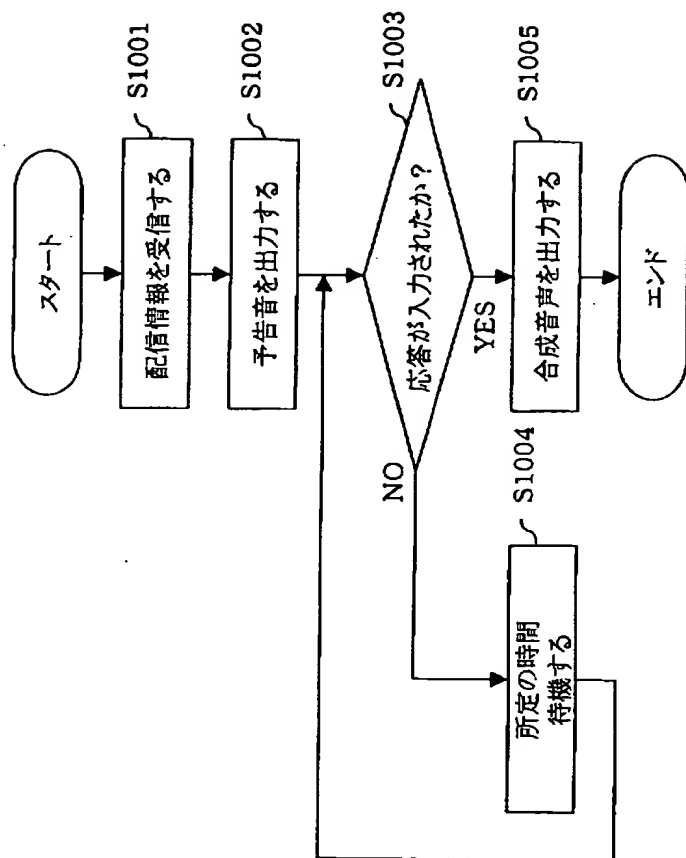 スタート
S1001
配信情報を受信する
S1002
予告音を出力する
S1003
応答が入力されたか？
NO
YES
S1004
所定の時間
待機する
S1005
合成音声を出力する
エンド